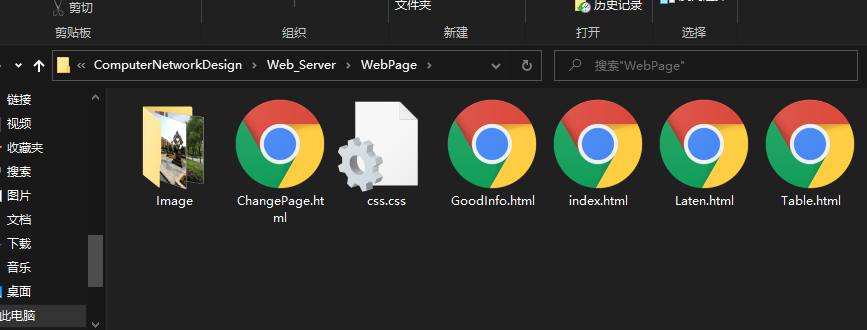 剪切
文件夹
历史记录
剪贴板
组织
新建
打开
选择
« ComputerNetworkDesign › Web_Server › WebPage ›
搜索"WebPage"
链接
视频
收藏夹
搜索
图片
文档
下载
音乐
桌面
此电脑
Image
ChangePage.ht
ml
css.css
GoodInfo.html
index.html
Laten.html
Table.html